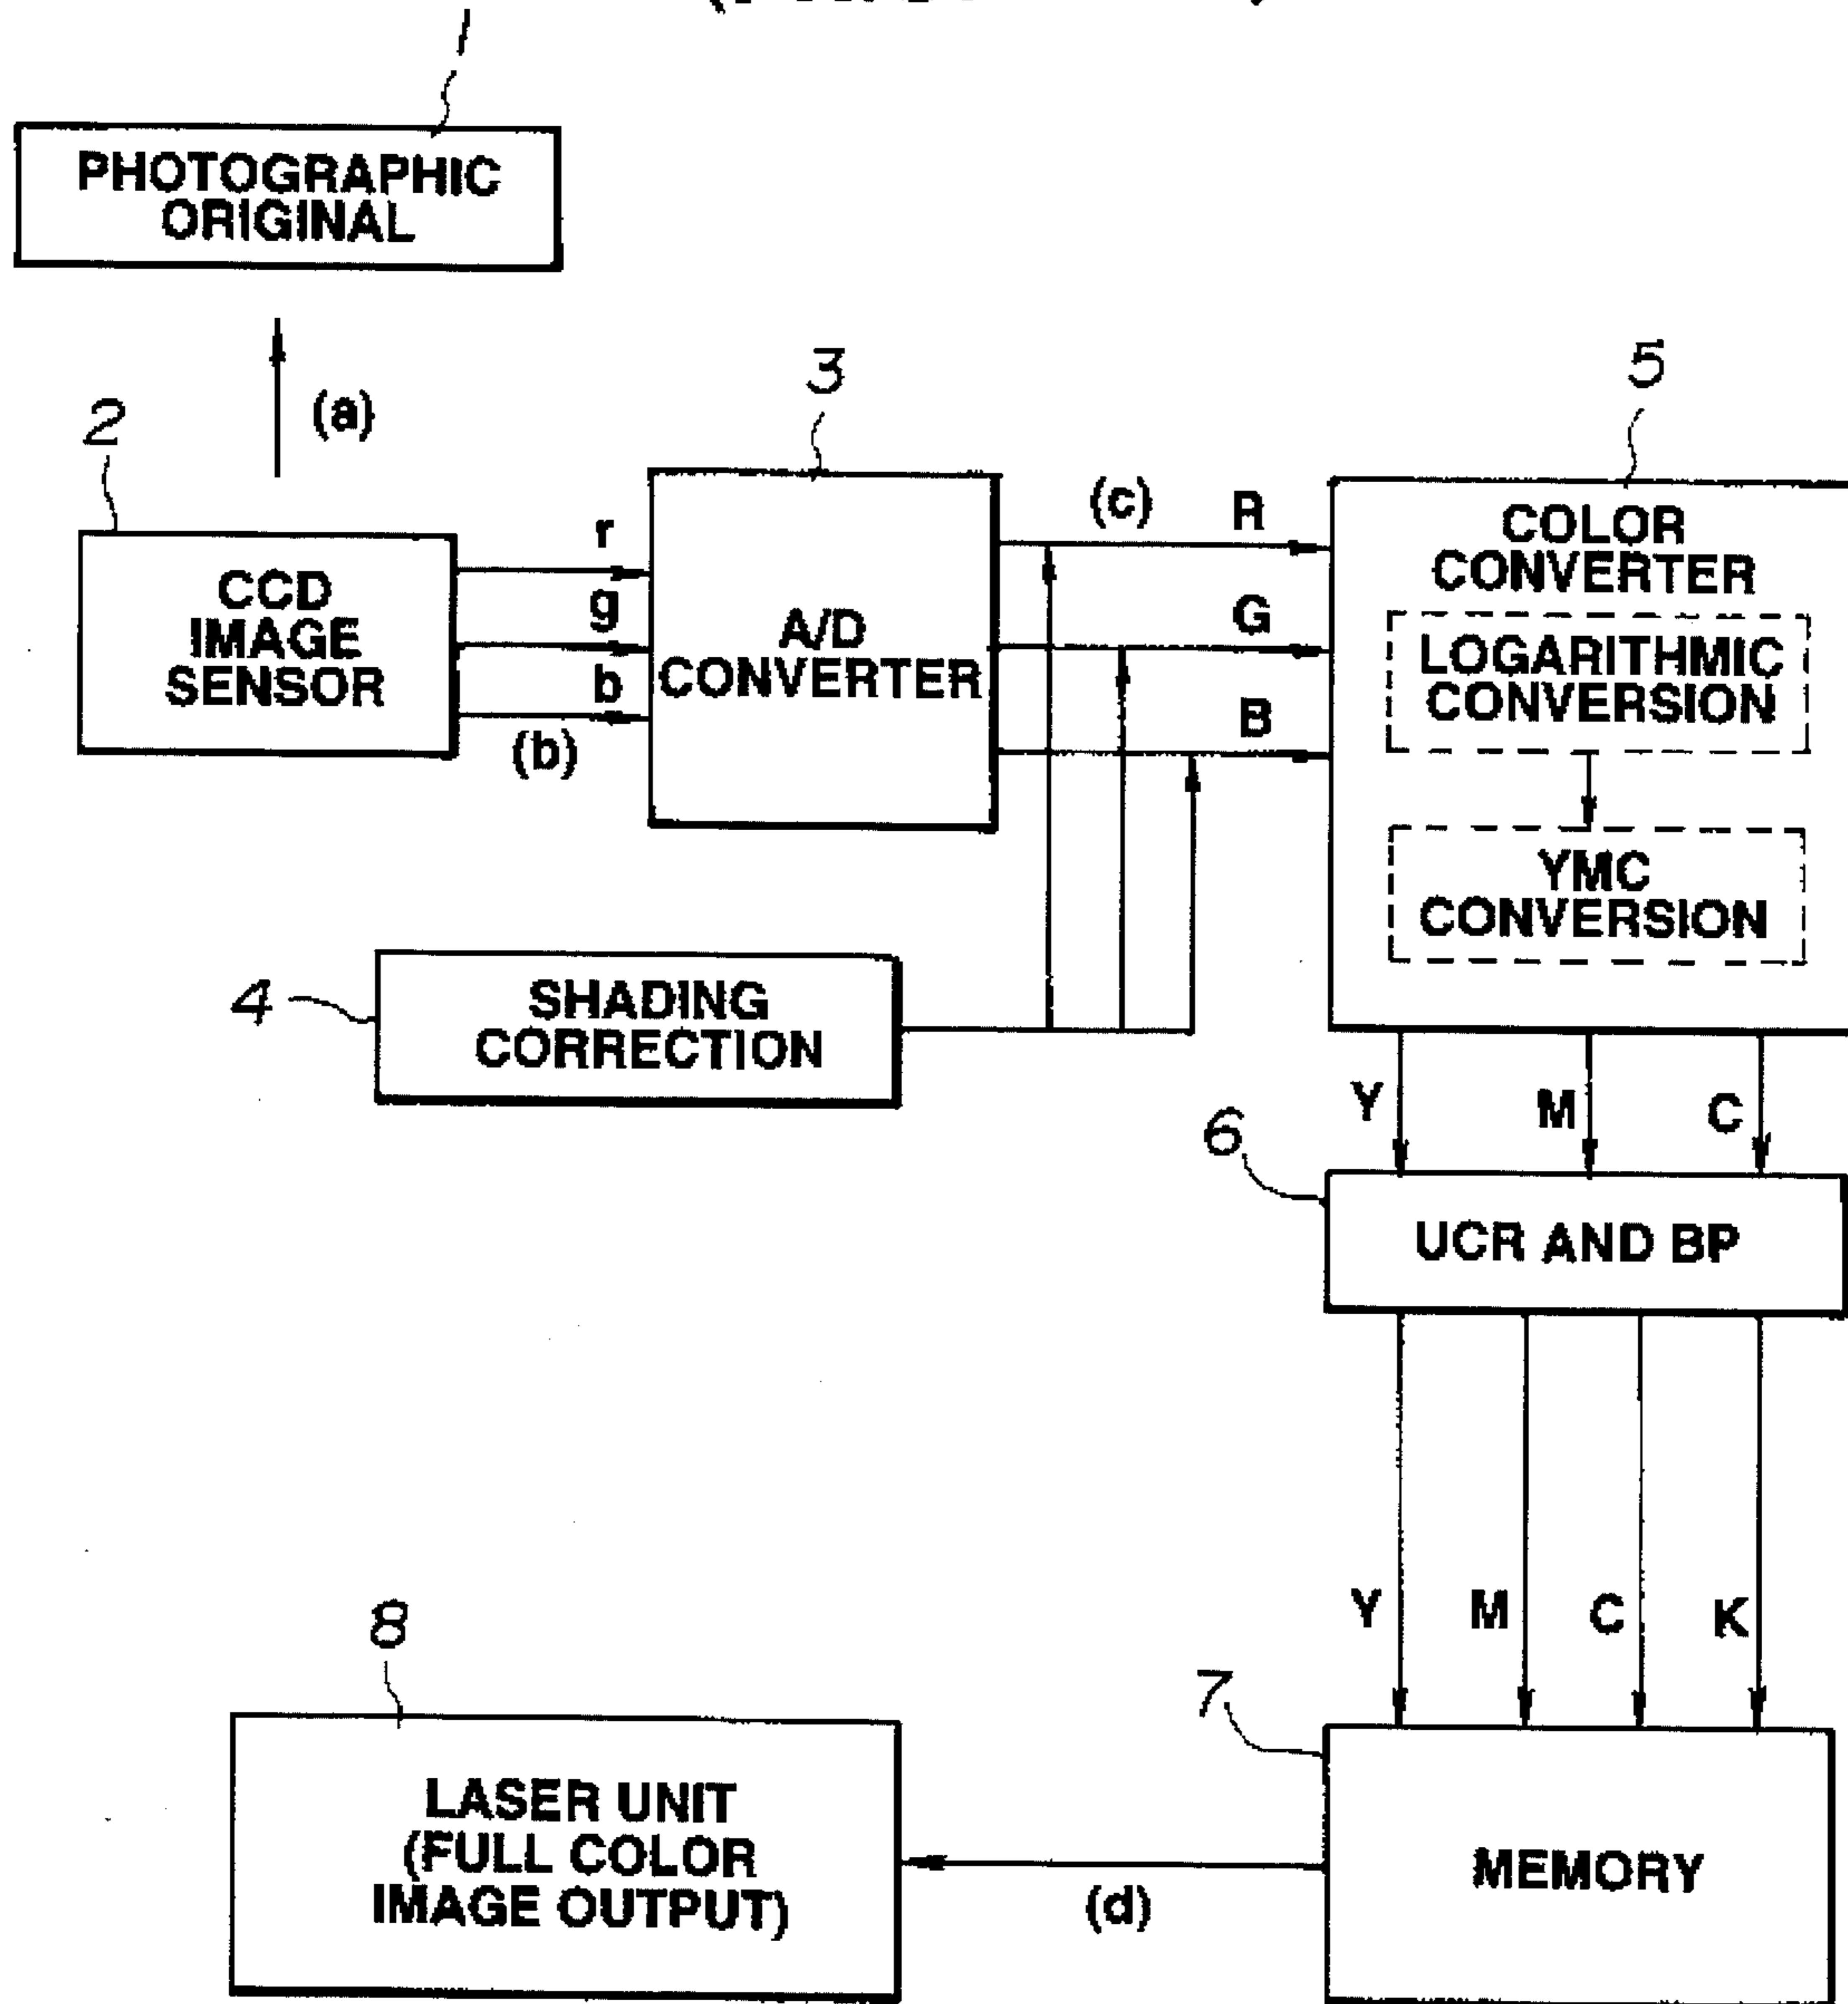 1
PHOTOGRAPHIC
ORIGINAL
(a)
2
CCD
IMAGE
SENSOR
r
g
b
(b)
3
A/D
CONVERTER
(c)
R
G
B
4
SHADING
CORRECTION
5
COLOR
CONVERTER
LOGARITHMIC
CONVERSION
YMC
CONVERSION
Y M C
6
UCR AND BP
Y M C K
7
MEMORY
(d)
8
LASER UNIT
(FULL COLOR
IMAGE OUTPUT)